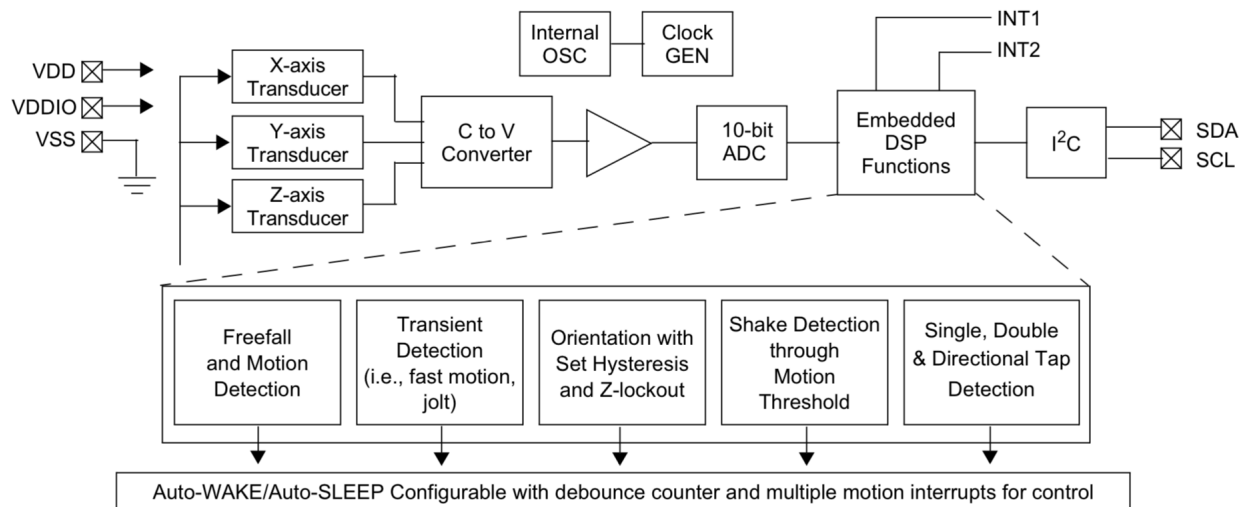 INT1
INT2
Internal
OSC
Clock
GEN
VDD
VDDIO
VSS
X-axis
Transducer
Y-axis
Transducer
Z-axis
Transducer
C to V
Converter
10-bit
ADC
Embedded
DSP
Functions
I²C
SDA
SCL
Freefall
and Motion
Detection
Transient
Detection
(i.e., fast motion,
jolt)
Orientation with
Set Hysteresis
and Z-lockout
Shake Detection
through
Motion
Threshold
Single, Double
& Directional Tap
Detection
Auto-WAKE/Auto-SLEEP Configurable with debounce counter and multiple motion interrupts for control